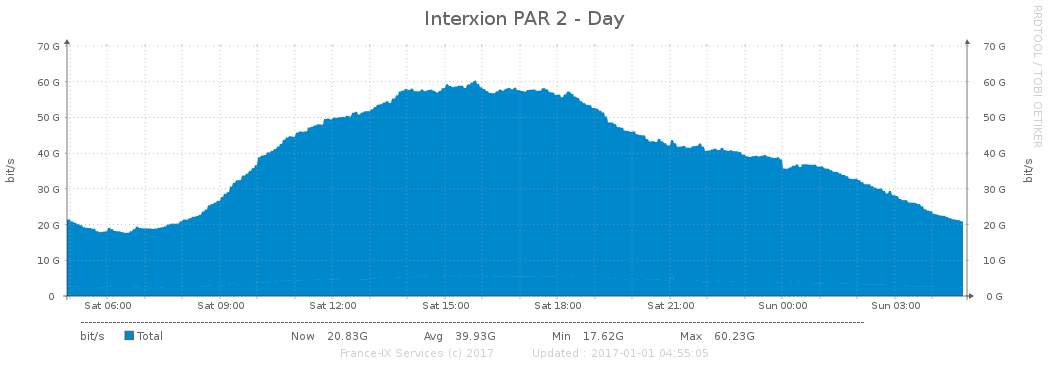 Interxion PAR 2 - Day
RRDTOOL / TOBI OETIKER
bit/s
70 G 70 G
60 G 60 G
50 G 50 G
40 G 40 G
30 G 30 G
20 G 20 G
10 G 10 G
0 0 G
bit/s
Sat 06:00 Sat 09:00 Sat 12:00 Sat 15:00 Sat 18:00 Sat 21:00 Sun 00:00 Sun 03:00
bit/s Total Now 20.83G Avg 39.93G Min 17.62G Max 60.23G
France-IX Services (c) 2017 Updated : 2017-01-01 04:55:05